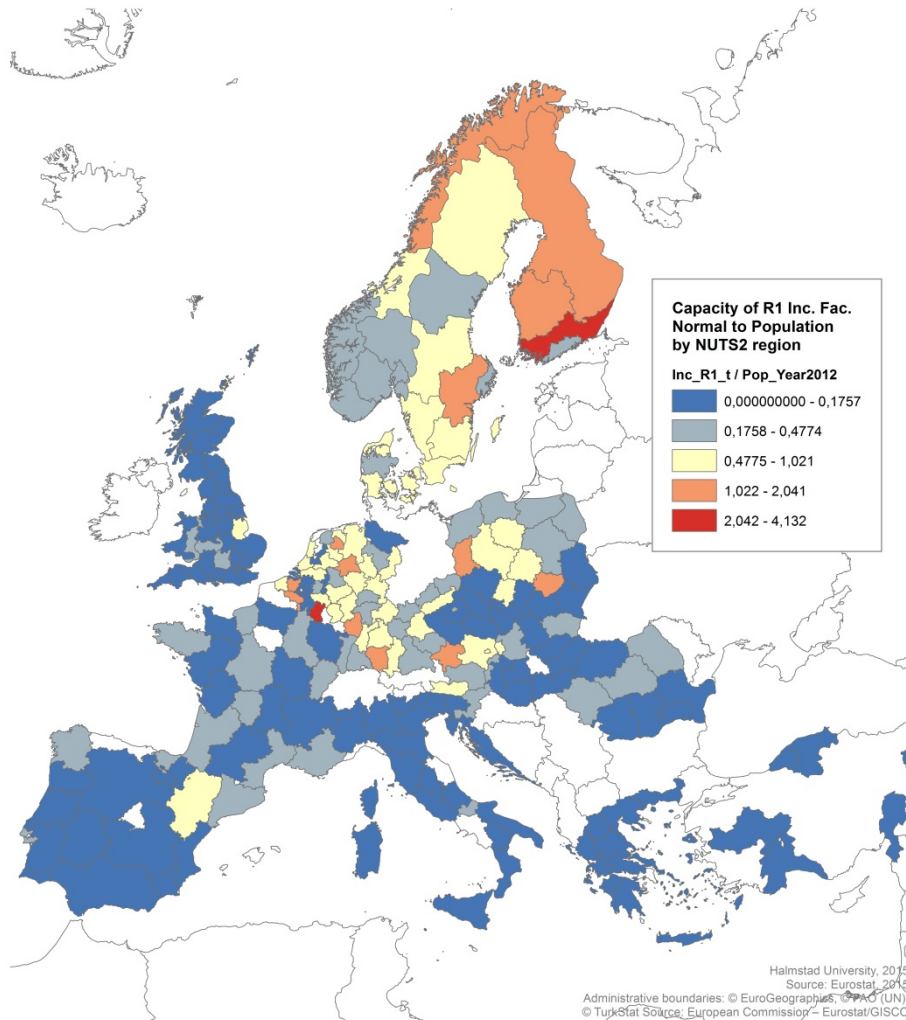 Capacity of R1 Inc. Fac.
Normal to Population
by NUTS2 region
Inc_R1_t / Pop_Year2012
0,000000000 - 0,1757
0,1758 - 0,4774
0,4775 - 1,021
1,022 - 2,041
2,042 - 4,132
Halmstad University, 2015
Source: Eurostat, 2015
Administrative boundaries: © EuroGeographics, © FAO (UN)
© TurkStat Source: European Commission – Eurostat/GISCO